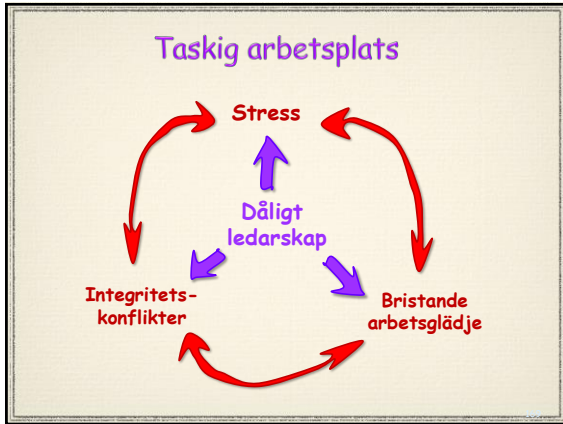 Taskig arbetsplats
Stress
Dåligt
ledarskap
Integritets-
konflikter
Bristande
arbetsglädje